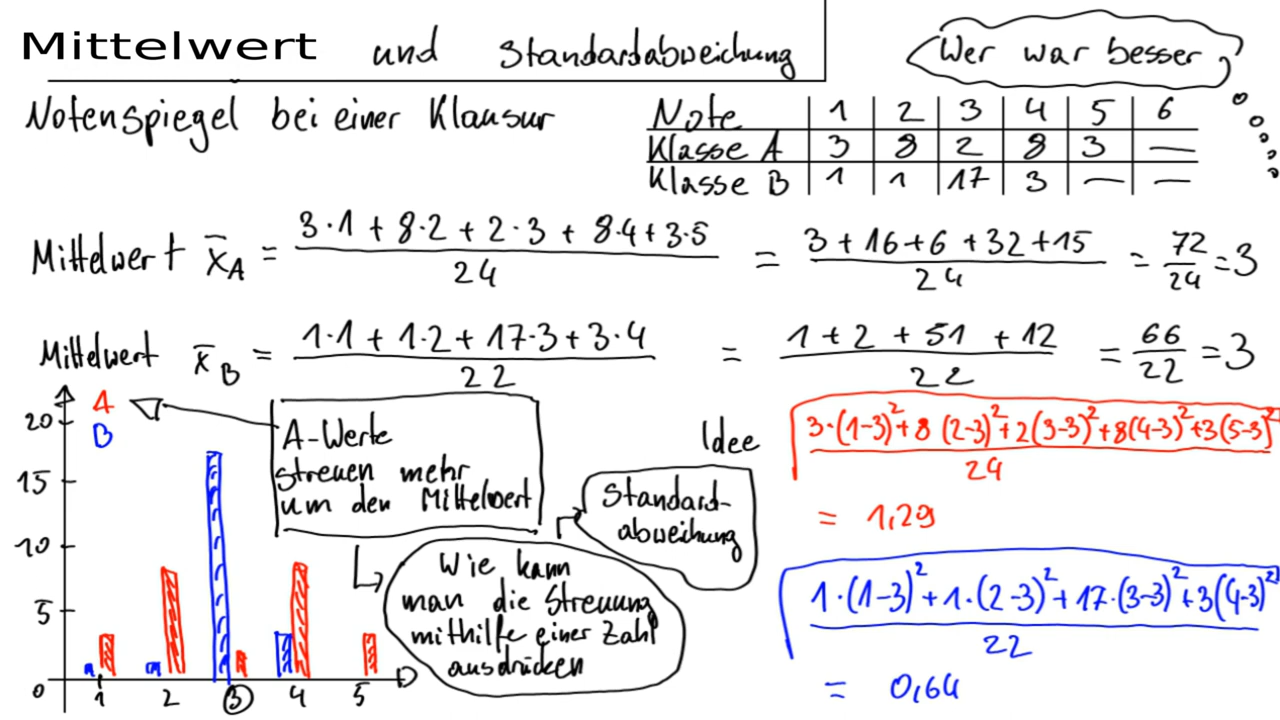 Mittelwert und Standardabweichung
Wer war besser
Notenspiegel bei einer Klausur
Note 1 2 3 4 5 6
Klasse A 3 8 2 8 3 —
Klasse B 1 1 17 3 — —
Mittelwert x̄_A = (3·1 + 8·2 + 2·3 + 8·4 + 3·5)/24 = (3 + 16 + 6 + 32 + 15)/24 = 72/24 = 3
Mittelwert x̄_B = (1·1 + 1·2 + 17·3 + 3·4)/22 = (1 + 2 + 51 + 12)/22 = 66/22 = 3
A
B
20
15
10
5
0
1 2 3 4 5
A-Werte
streuen mehr
um den Mittelwert
Wie kann
man die Streuung
mithilfe einer Zahl
ausdrücken
Standard-
abweichung
Idee
√((3·(1-3)²+8(2-3)²+2(3-3)²+8(4-3)²+3(5-3)²)/24)
= 1,29
√((1·(1-3)²+1·(2-3)²+17·(3-3)²+3(4-3)²)/22)
= 0,64